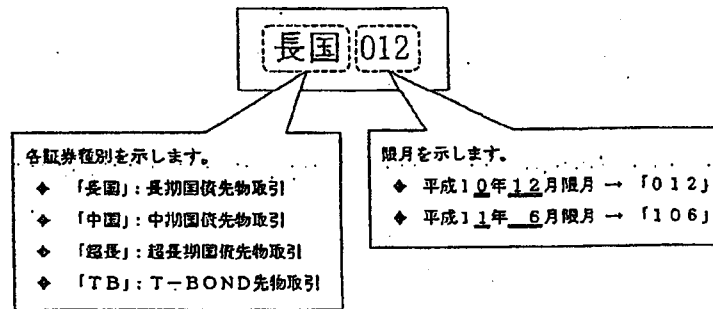 長国 012
各証券種別を示します。
◆ 「長国」：長期国債先物取引
◆ 「中国」：中期国債先物取引
◆ 「超長」：超長期国債先物取引
◆ 「TB」：T－BOND先物取引
限月を示します。
◆ 平成10年12月限月 → 「012」
◆ 平成11年 6月限月 → 「106」